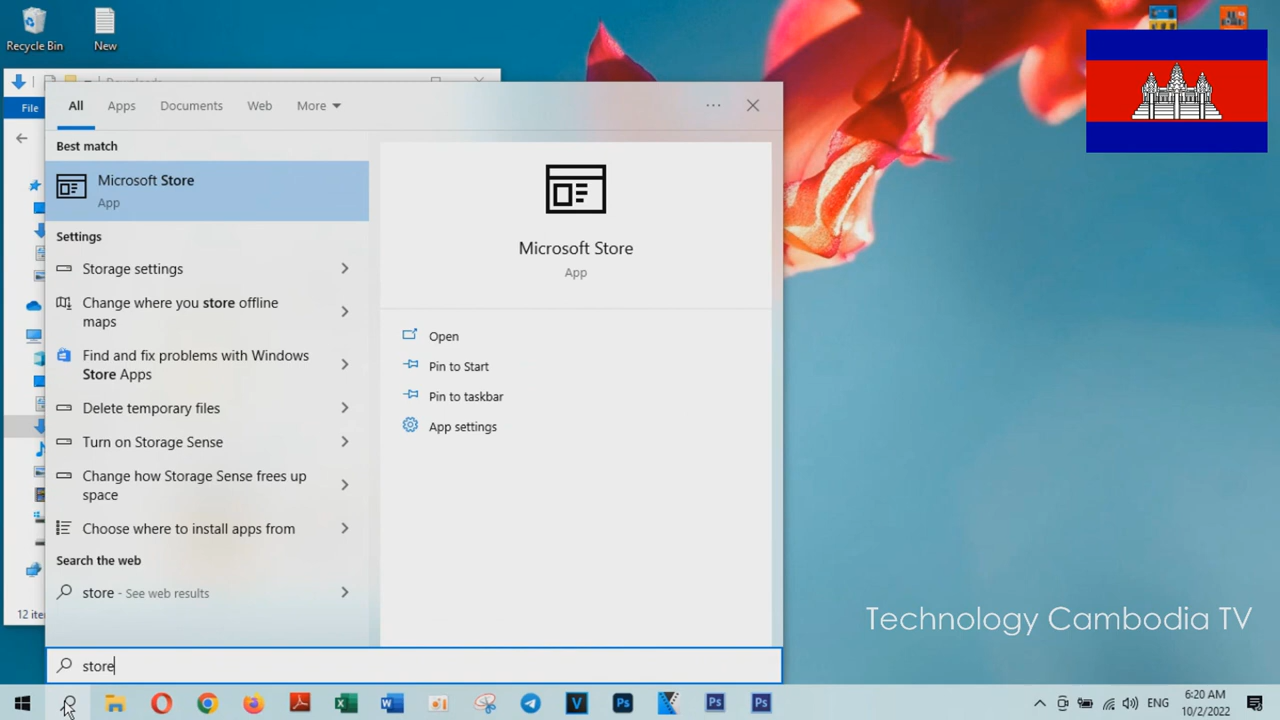 Recycle Bin
New
Downloads
File
All
Apps
Documents
Web
More
Best match
Microsoft Store
App
Settings
Storage settings
Change where you store offline
maps
Find and fix problems with Windows
Store Apps
Delete temporary files
Turn on Storage Sense
Change how Storage Sense frees up
space
Choose where to install apps from
Search the web
store - See web results
Microsoft Store
App
Open
Pin to Start
Pin to taskbar
App settings
Technology Cambodia TV
store
ENG
6:20 AM
10/2/2022